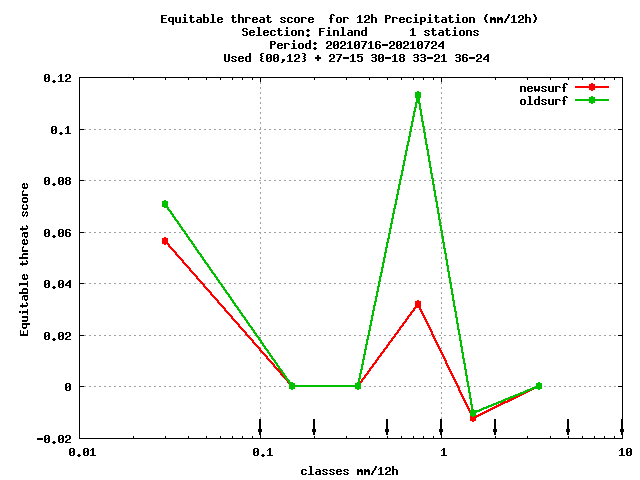 Equitable threat score  for 12h Precipitation (mm/12h)
Selection: Finland      1 stations
Period: 20210716-20210724
Used {00,12} + 27-15 30-18 33-21 36-24
newsurf
oldsurf
0.12
0.1
0.08
0.06
0.04
0.02
0
-0.02
Equitable threat score
0.01 0.1 1 10
classes mm/12h